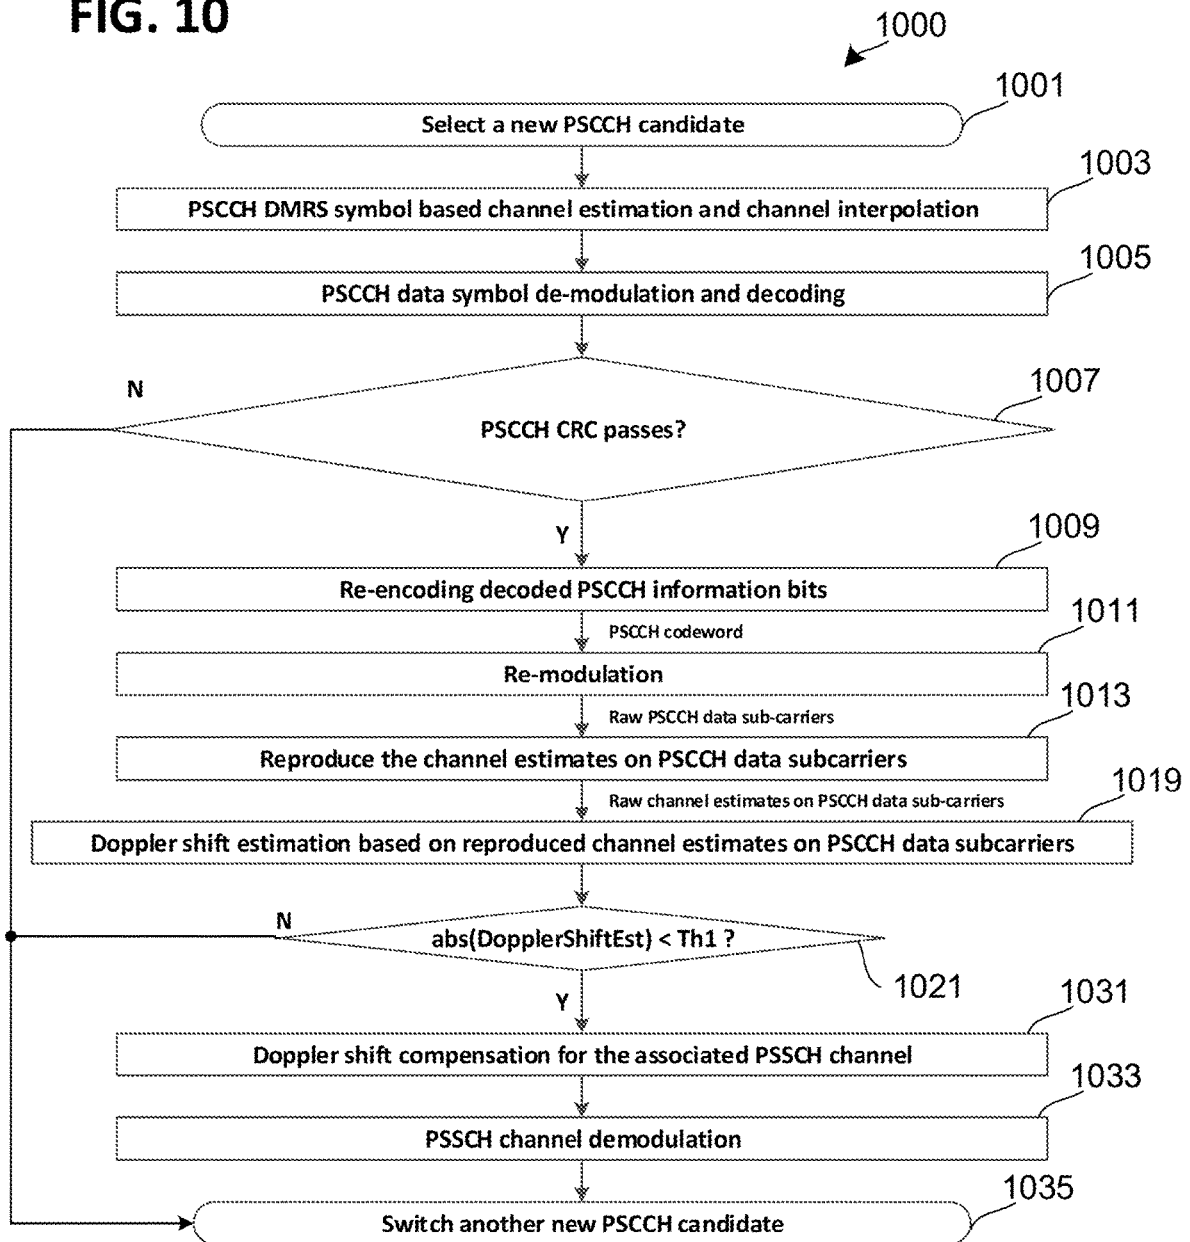 FIG. 10
1000
1001
Select a new PSCCH candidate
1003
PSCCH DMRS symbol based channel estimation and channel interpolation
1005
PSCCH data symbol de-modulation and decoding
1007
N
PSCCH CRC passes?
Y
1009
Re-encoding decoded PSCCH information bits
1011
PSCCH codeword
Re-modulation
1013
Raw PSCCH data sub-carriers
Reproduce the channel estimates on PSCCH data subcarriers
1019
Raw channel estimates on PSCCH data sub-carriers
Doppler shift estimation based on reproduced channel estimates on PSCCH data subcarriers
N
abs(DopplerShiftEst) < Th1 ?
1021
Y
1031
Doppler shift compensation for the associated PSSCH channel
1033
PSSCH channel demodulation
1035
Switch another new PSCCH candidate